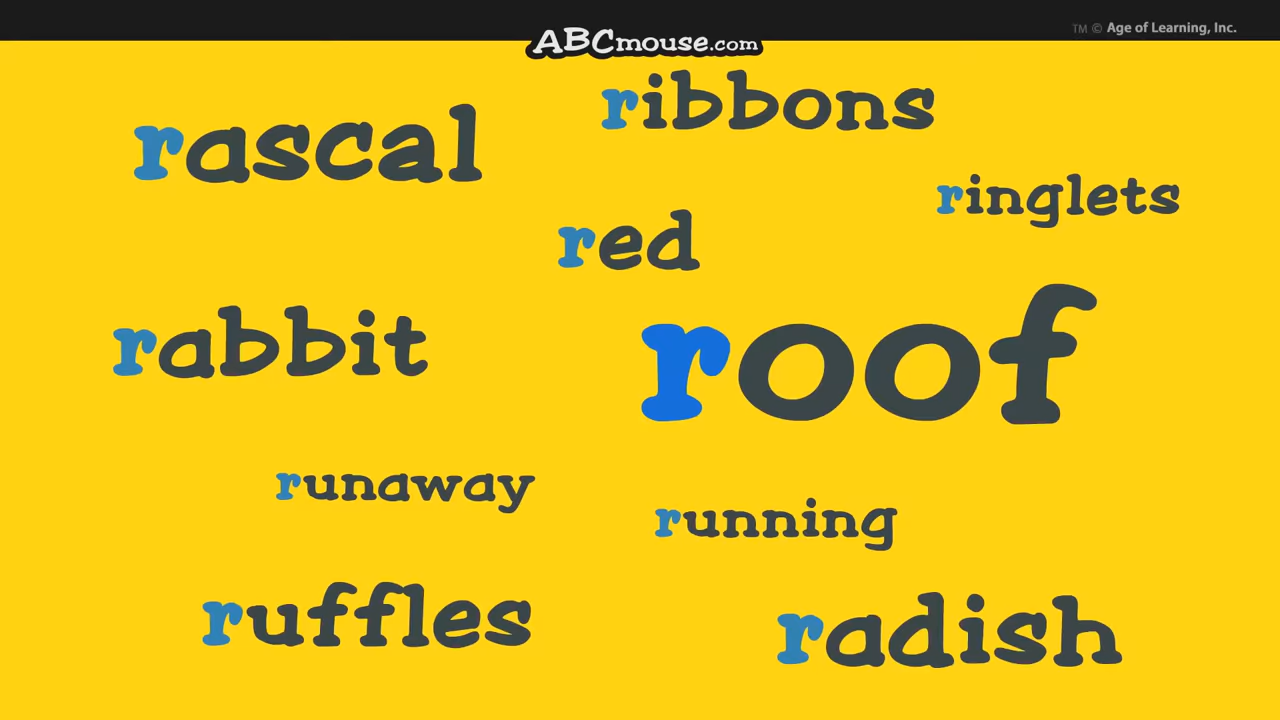 TM © Age of Learning, Inc.
ABCmouse.com
ribbons
rascal
ringlets
red
rabbit
roof
runaway
running
ruffles
radish